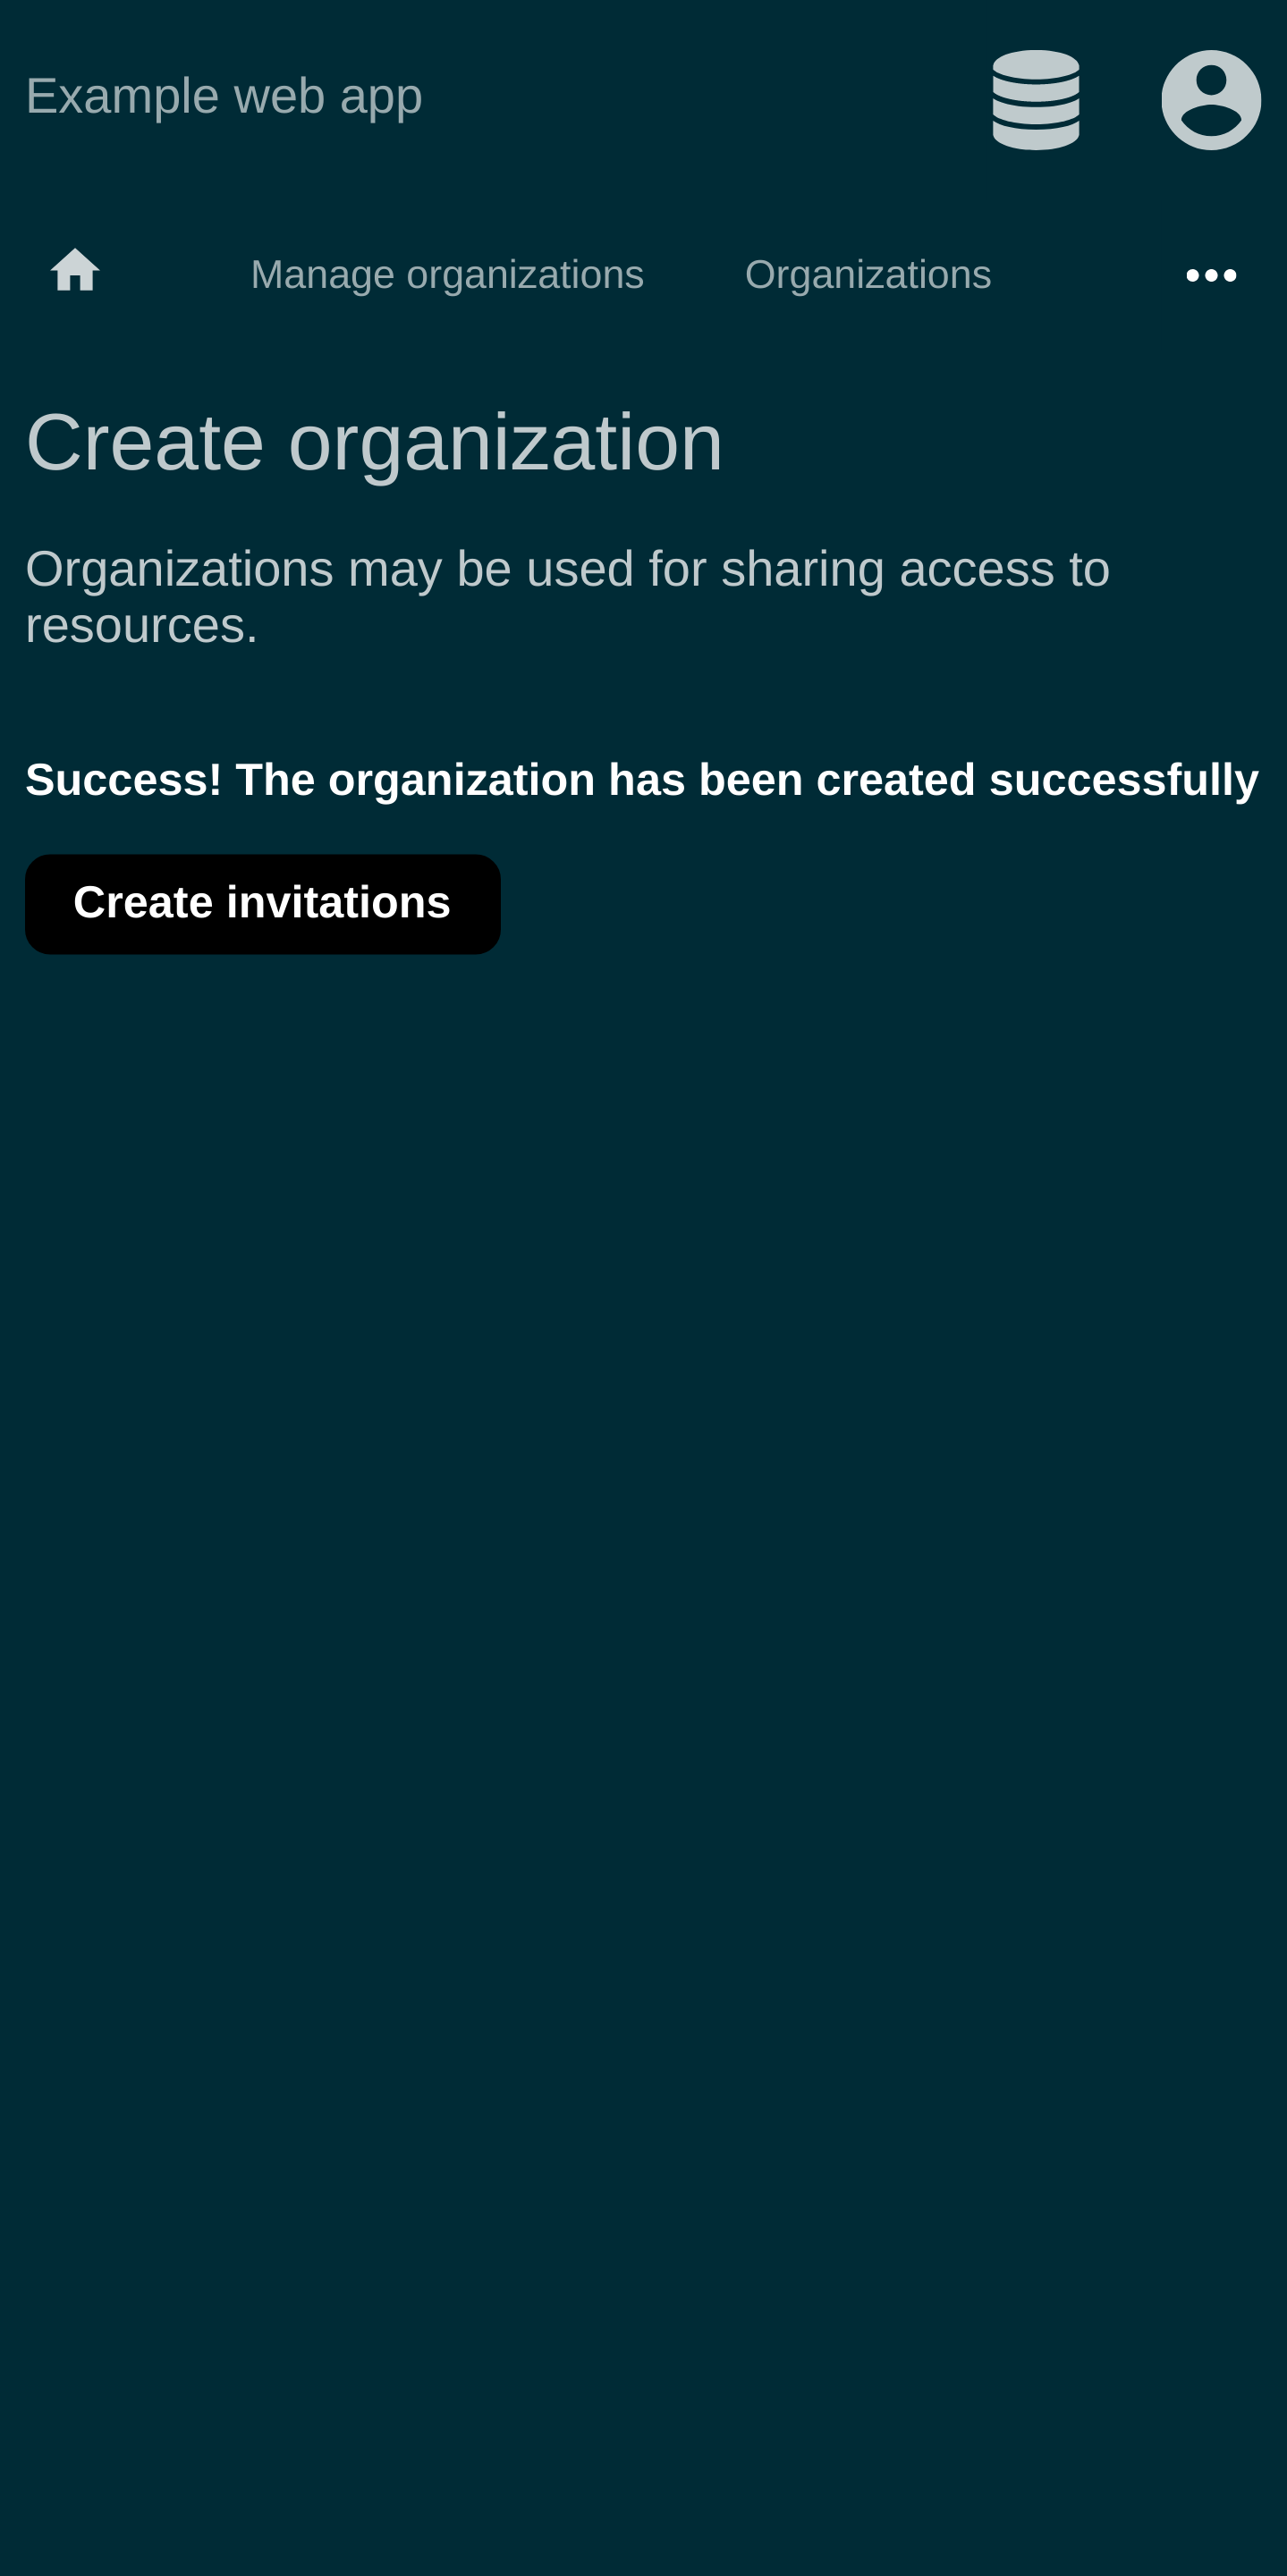 Example web app
Manage organizations
Organizations
Create organization
Organizations may be used for sharing access to
resources.
Success! The organization has been created successfully
Create invitations